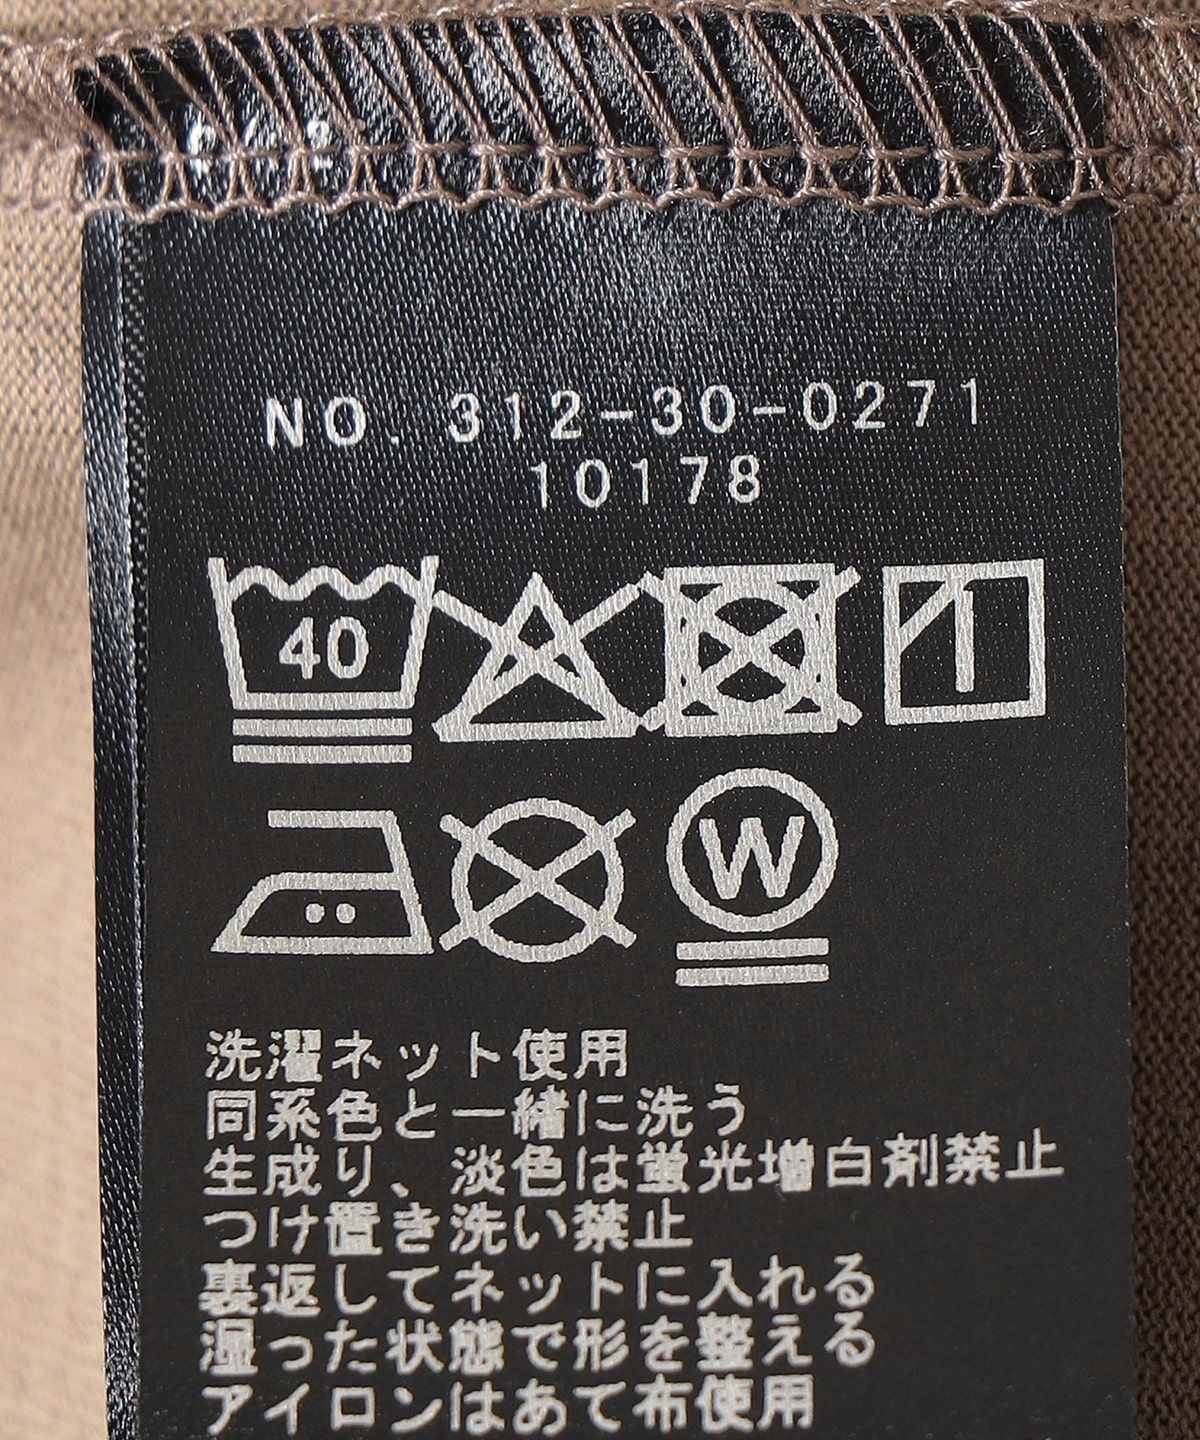 NO. 312-30-0271
10178
40
W
洗濯ネット使用
同系色と一緒に洗う
生成り、淡色は蛍光増白剤禁止
つけ置き洗い禁止
裏返してネットに入れる
湿った状態で形を整える
アイロンはあて布使用